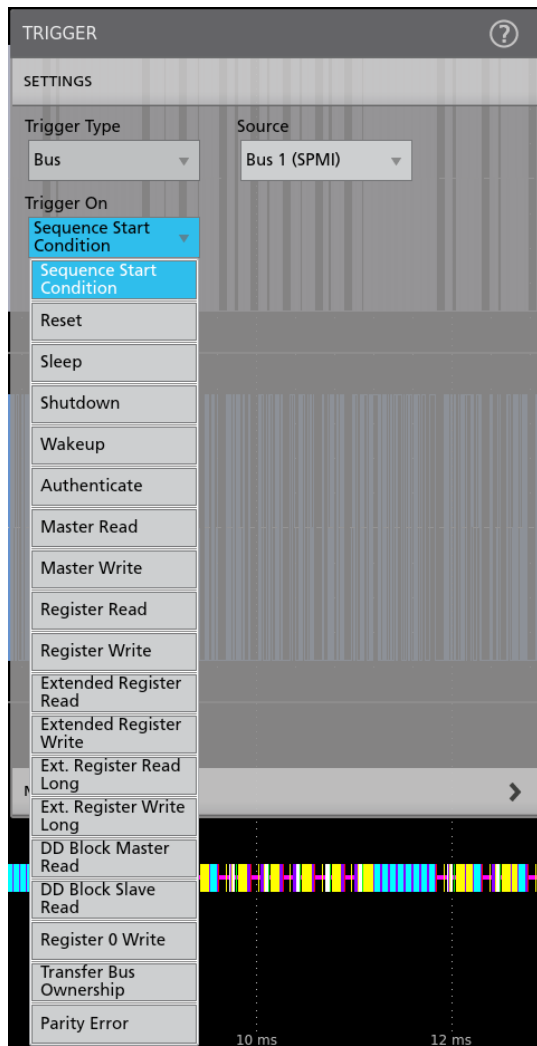 TRIGGER
?
SETTINGS
Trigger Type
Source
Bus
Bus 1 (SPMI)
Trigger On
Sequence Start
Condition
Sequence Start
Condition
Reset
Sleep
Shutdown
Wakeup
Authenticate
Master Read
Master Write
Register Read
Register Write
Extended Register
Read
Extended Register
Write
Ext. Register Read
Long
Ext. Register Write
Long
DD Block Master
Read
DD Block Slave
Read
Register 0 Write
Transfer Bus
Ownership
Parity Error
10 ms
12 ms